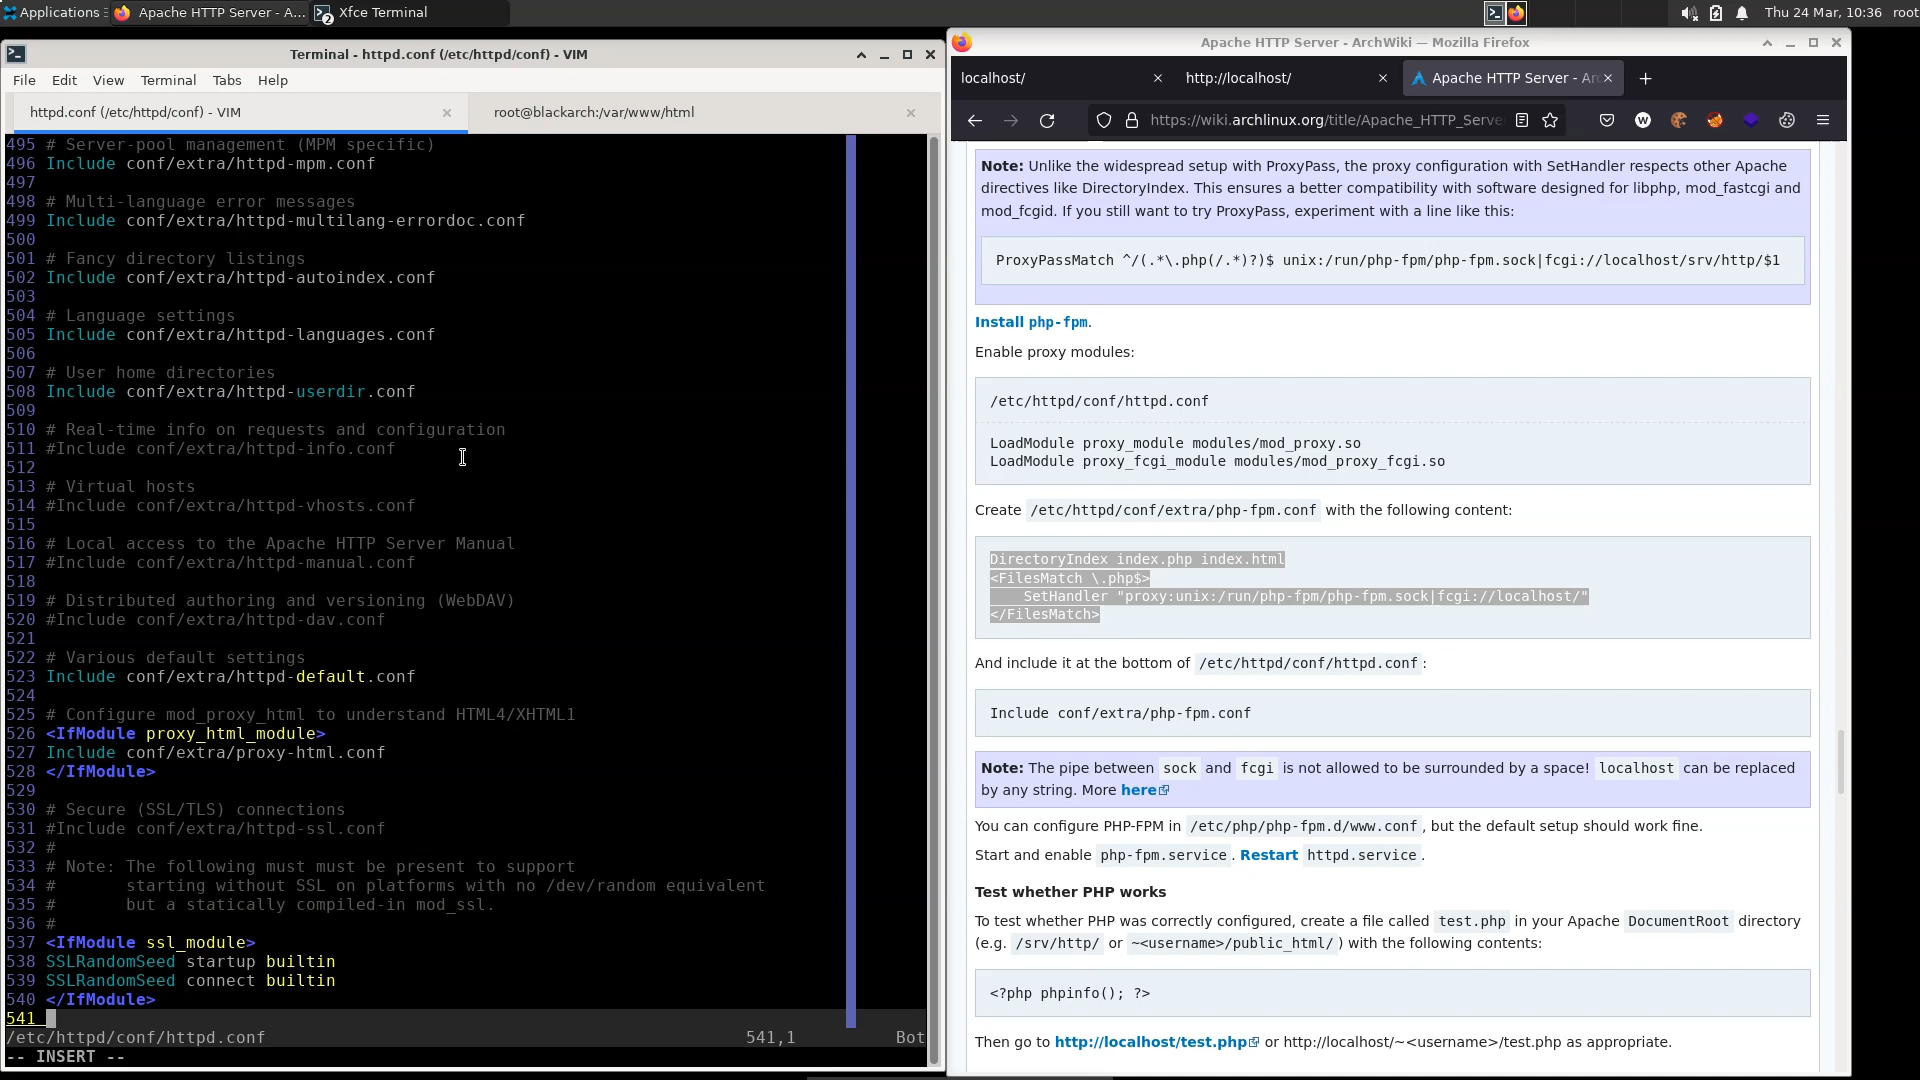 Applications
Apache HTTP Server - A...
Xfce Terminal
2
Thu 24 Mar, 10:36
root
Terminal - httpd.conf (/etc/httpd/conf) - VIM
File Edit View Terminal Tabs Help
httpd.conf (/etc/httpd/conf) - VIM
root@blackarch:/var/www/html
495 # Server-pool management (MPM specific)
496 Include conf/extra/httpd-mpm.conf
497
498 # Multi-language error messages
499 Include conf/extra/httpd-multilang-errordoc.conf
500
501 # Fancy directory listings
502 Include conf/extra/httpd-autoindex.conf
503
504 # Language settings
505 Include conf/extra/httpd-languages.conf
506
507 # User home directories
508 Include conf/extra/httpd-userdir.conf
509
510 # Real-time info on requests and configuration
511 #Include conf/extra/httpd-info.conf
512
513 # Virtual hosts
514 #Include conf/extra/httpd-vhosts.conf
515
516 # Local access to the Apache HTTP Server Manual
517 #Include conf/extra/httpd-manual.conf
518
519 # Distributed authoring and versioning (WebDAV)
520 #Include conf/extra/httpd-dav.conf
521
522 # Various default settings
523 Include conf/extra/httpd-default.conf
524
525 # Configure mod_proxy_html to understand HTML4/XHTML1
526 <IfModule proxy_html_module>
527 Include conf/extra/proxy-html.conf
528 </IfModule>
529
530 # Secure (SSL/TLS) connections
531 #Include conf/extra/httpd-ssl.conf
532 #
533 # Note: The following must must be present to support
534 #       starting without SSL on platforms with no /dev/random equivalent
535 #       but a statically compiled-in mod_ssl.
536 #
537 <IfModule ssl_module>
538 SSLRandomSeed startup builtin
539 SSLRandomSeed connect builtin
540 </IfModule>
541
/etc/httpd/conf/httpd.conf 541,1 Bot
-- INSERT --
Apache HTTP Server - ArchWiki — Mozilla Firefox
localhost/
http://localhost/
Apache HTTP Server - Ar
https://wiki.archlinux.org/title/Apache_HTTP_Serve
Note: Unlike the widespread setup with ProxyPass, the proxy configuration with SetHandler respects other Apache
directives like DirectoryIndex. This ensures a better compatibility with software designed for libphp, mod_fastcgi and
mod_fcgid. If you still want to try ProxyPass, experiment with a line like this:
ProxyPassMatch ^/(.*\.php(/.*)?)$ unix:/run/php-fpm/php-fpm.sock|fcgi://localhost/srv/http/$1
Install php-fpm.
Enable proxy modules:
/etc/httpd/conf/httpd.conf
LoadModule proxy_module modules/mod_proxy.so
LoadModule proxy_fcgi_module modules/mod_proxy_fcgi.so
Create /etc/httpd/conf/extra/php-fpm.conf with the following content:
DirectoryIndex index.php index.html
<FilesMatch \.php$>
    SetHandler "proxy:unix:/run/php-fpm/php-fpm.sock|fcgi://localhost/"
</FilesMatch>
And include it at the bottom of /etc/httpd/conf/httpd.conf:
Include conf/extra/php-fpm.conf
Note: The pipe between sock and fcgi is not allowed to be surrounded by a space! localhost can be replaced
by any string. More here
You can configure PHP-FPM in /etc/php/php-fpm.d/www.conf, but the default setup should work fine.
Start and enable php-fpm.service. Restart httpd.service.
Test whether PHP works
To test whether PHP was correctly configured, create a file called test.php in your Apache DocumentRoot directory
(e.g. /srv/http/ or ~<username>/public_html/) with the following contents:
<?php phpinfo(); ?>
Then go to http://localhost/test.php or http://localhost/~<username>/test.php as appropriate.